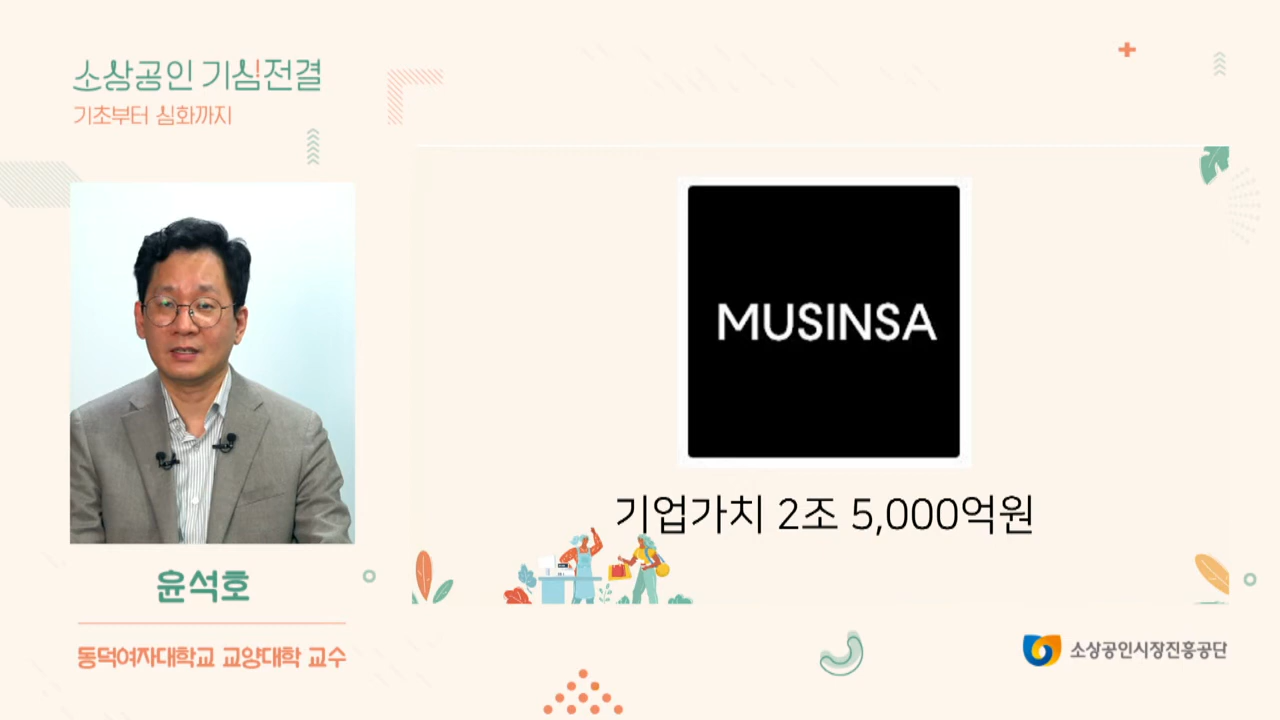 소상공인 기심전결
기초부터 심화까지
MUSINSA
기업가치 2조 5,000억원
윤석호
동덕여자대학교 교양대학 교수
소상공인시장진흥공단